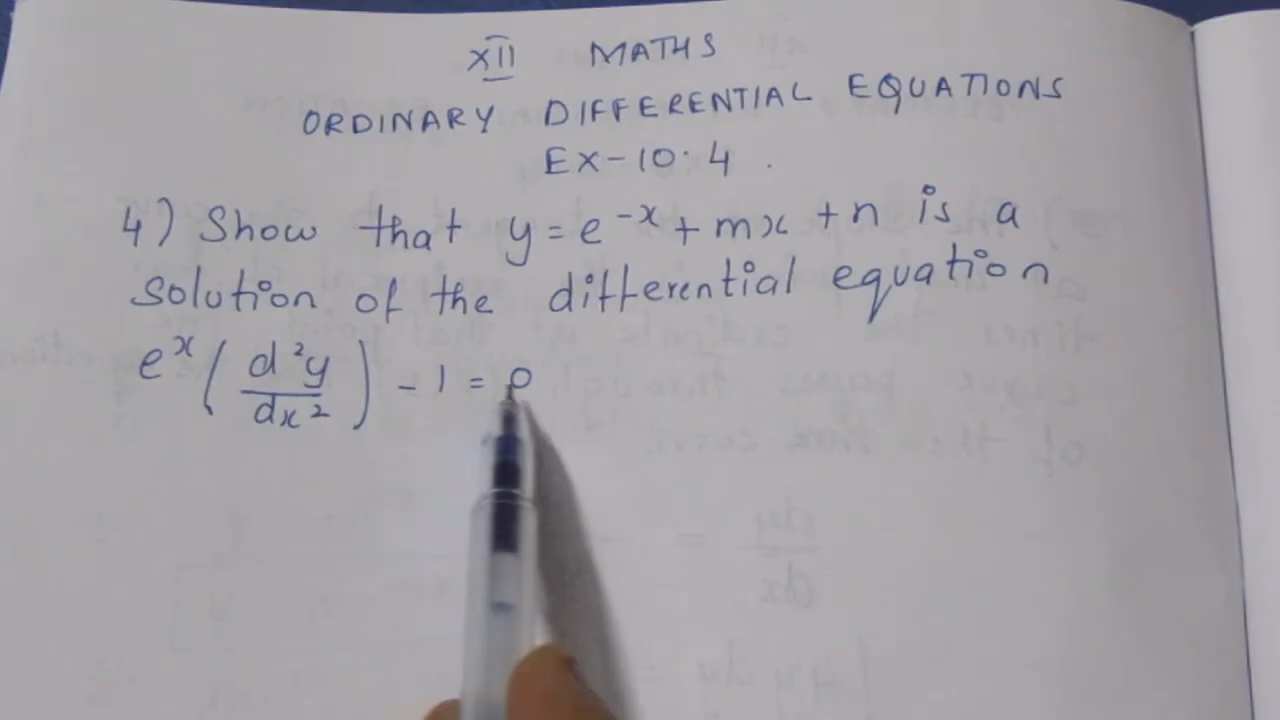 XII MATHS
ORDINARY DIFFERENTIAL EQUATIONS
EX-10.4.
4) Show that y = e^{-x} + mx + n is a
solution of the differential equation
e^x (d²y/dx²) - 1 = 0